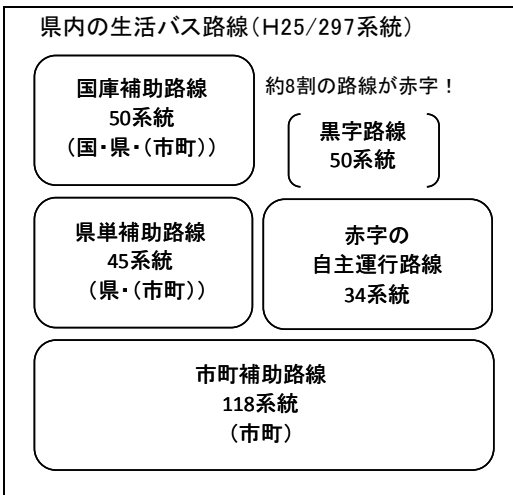 県内の生活バス路線(H25/297系統)
国庫補助路線
50系統
(国・県・(市町))
約8割の路線が赤字！
黒字路線
50系統
県単補助路線
45系統
(県・(市町))
赤字の
自主運行路線
34系統
市町補助路線
118系統
(市町)